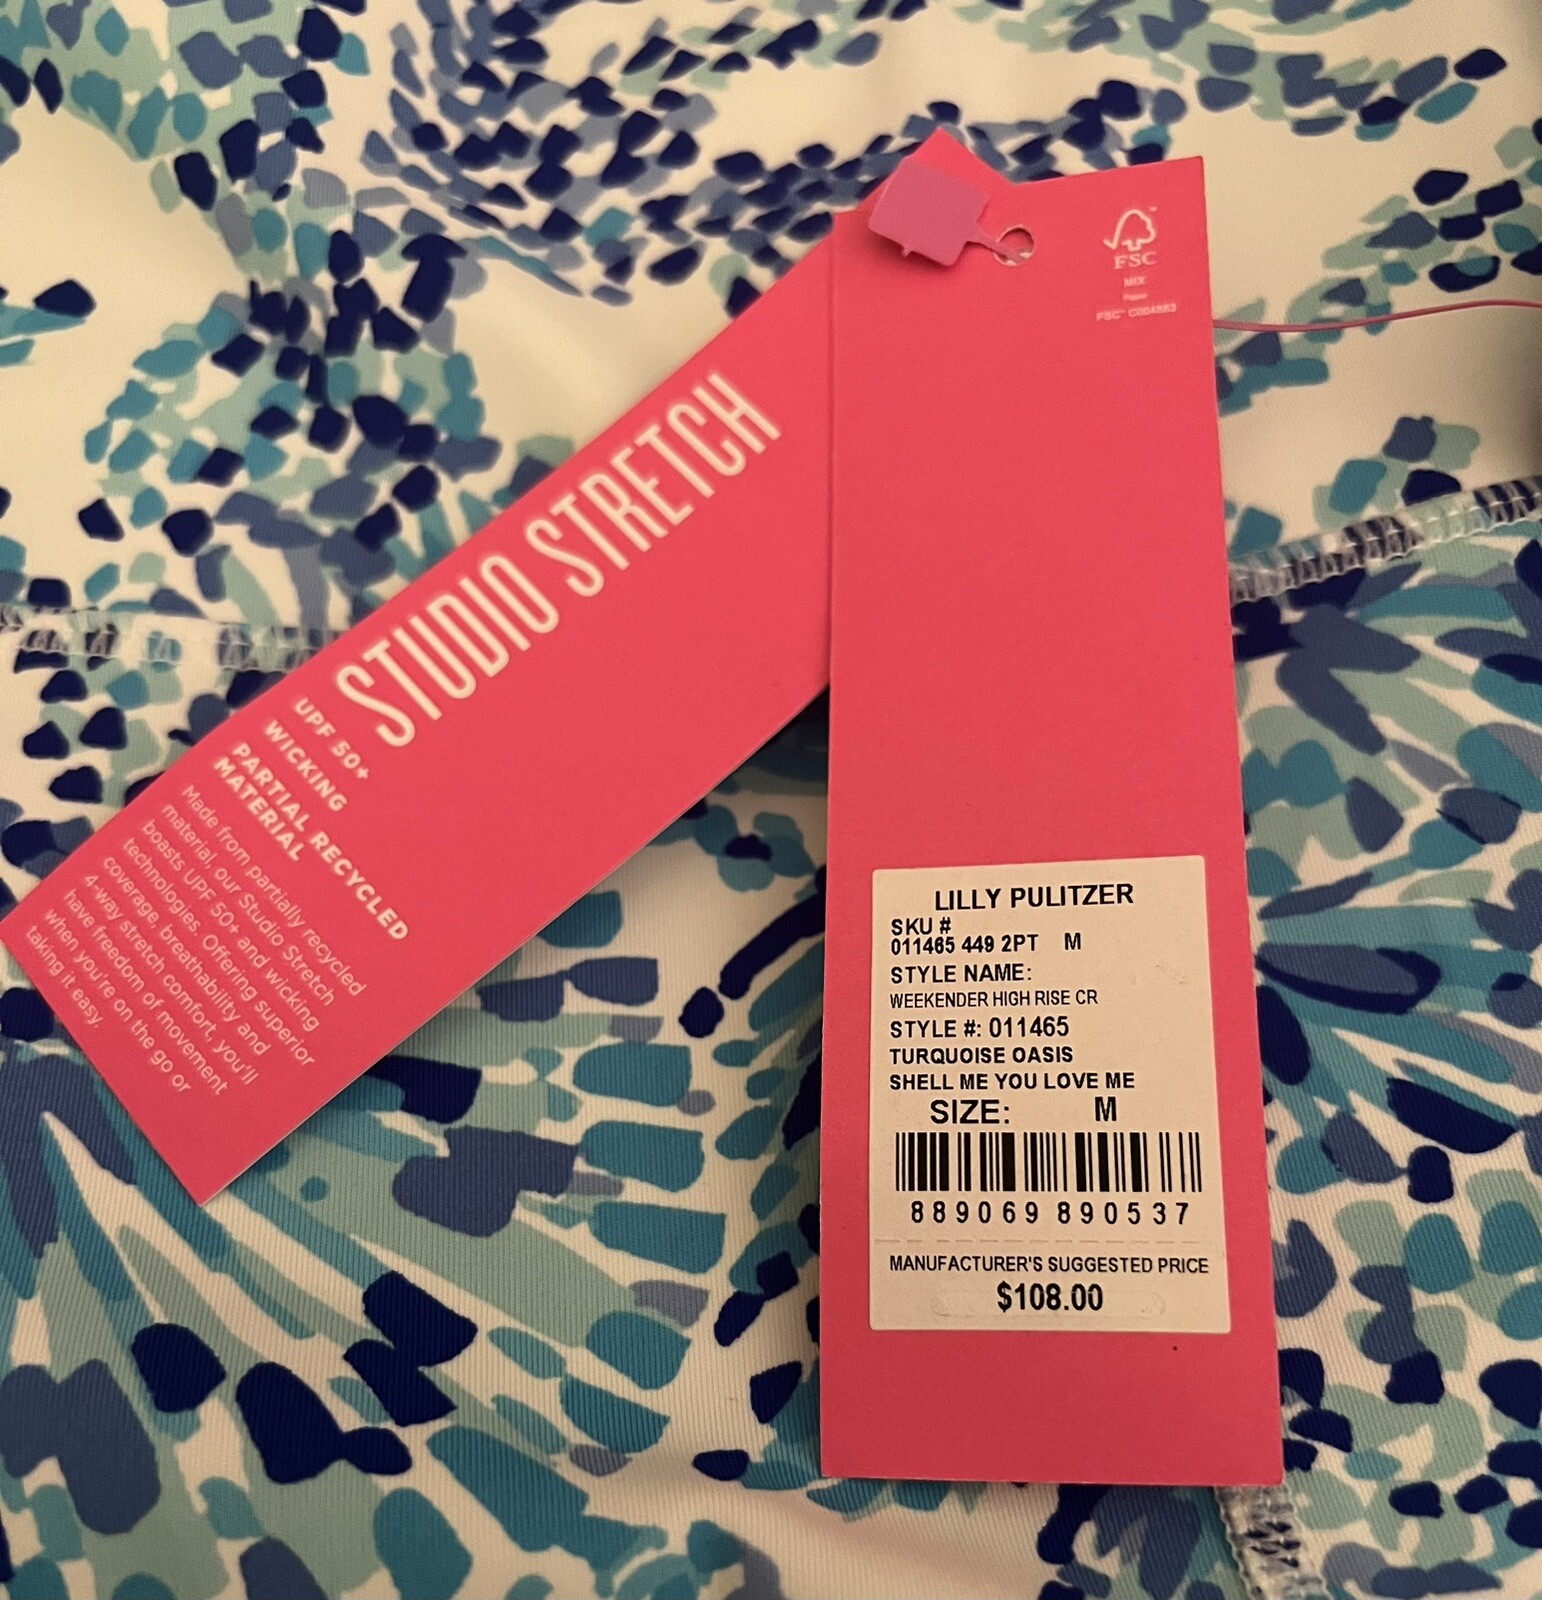 STUDIO STRETCH
UPF 50+
WICKING
PARTIAL RECYCLED
MATERIAL
Made from partially recycled
material, our Studio Stretch
boasts UPF 50+ and wicking
technologies. Offering superior
coverage, breathability and
4-way stretch comfort, you'll
have freedom of movement
when you're on the go or
taking it easy.
FSC
MIX
Paper
FSC™ C004883
LILLY PULITZER
SKU #
011465 449 2PT M
STYLE NAME:
WEEKENDER HIGH RISE CR
STYLE #: 011465
TURQUOISE OASIS
SHELL ME YOU LOVE ME
SIZE: M
889069 890537
MANUFACTURER'S SUGGESTED PRICE
$108.00